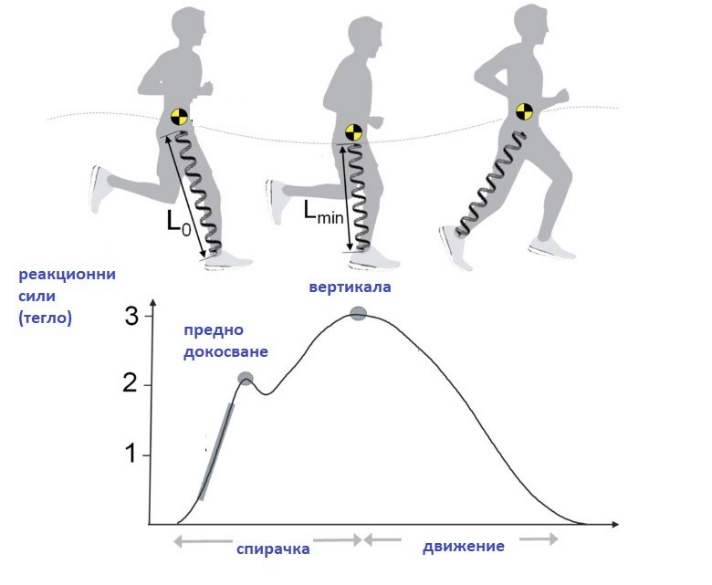 L0
Lmin
реакционни
сили
(тегло)
вертикала
предно
докосване
3
2
1
спирачка
движение